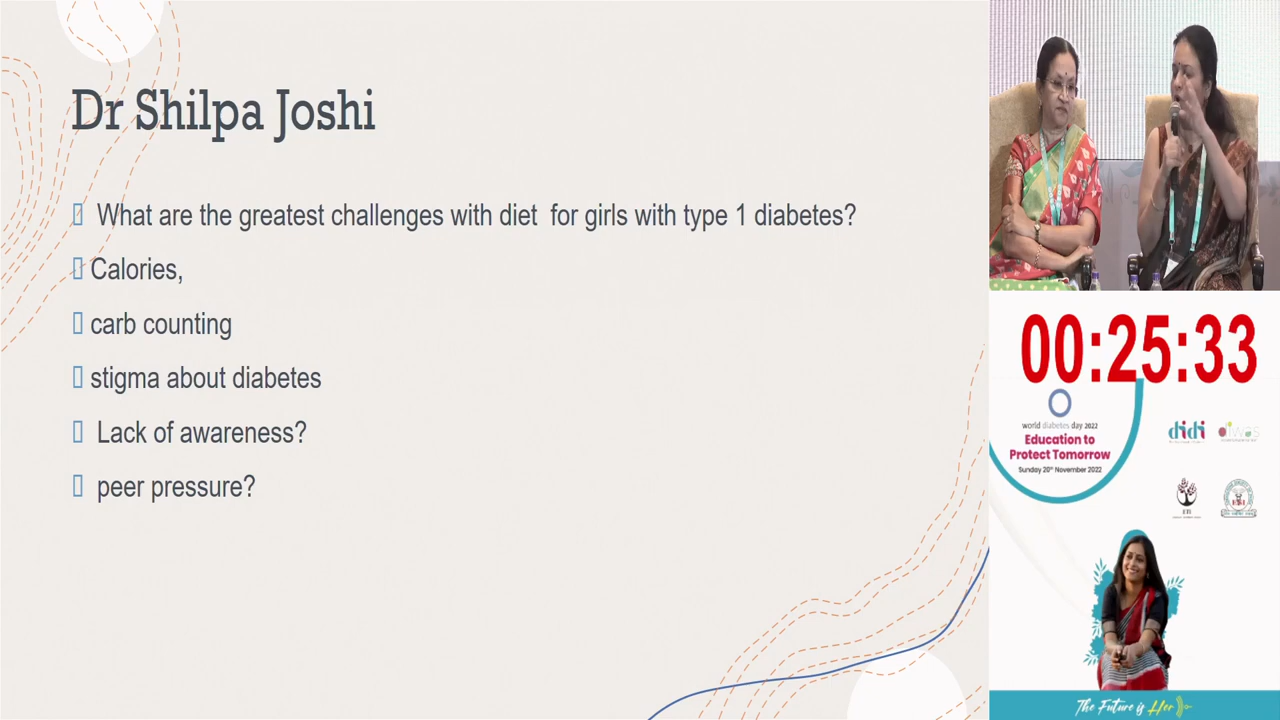 Dr Shilpa Joshi
What are the greatest challenges with diet for girls with type 1 diabetes?
Calories,
carb counting
stigma about diabetes
Lack of awareness?
peer pressure?
00:25:33
world diabetes day 2022
Education to
Protect Tomorrow
Sunday 20th November 2022
didi
The Future is Her